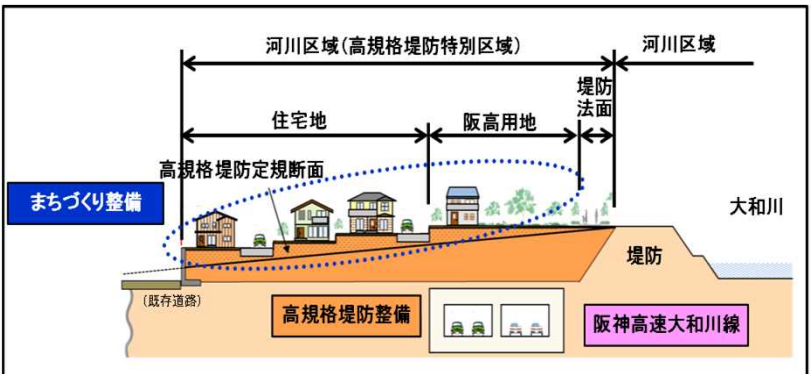 河川区域(高規格堤防特別区域)
河川区域
堤防
法面
住宅地
阪高用地
高規格堤防定規断面
まちづくり整備
大和川
堤防
(既存道路)
高規格堤防整備
阪神高速大和川線